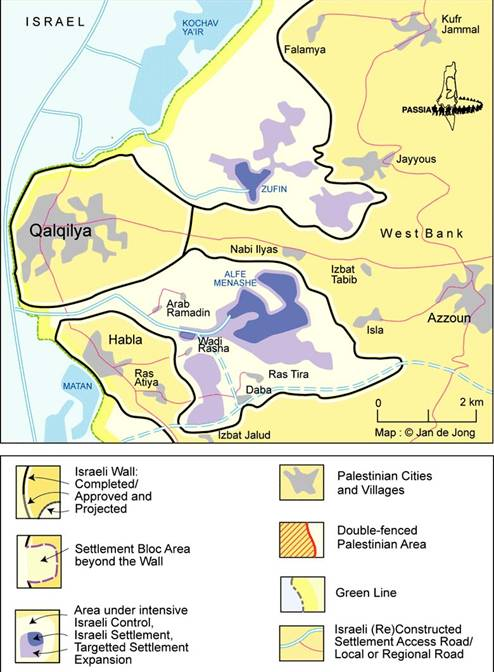 ISRAEL
KOCHAV
YA'IR
Falamya
Kufr
Jammal
PASSIA
Jayyous
ZUFIN
Qalqilya
West Bank
Nabi Ilyas
Izbat
Tabib
ALFE
MENASHE
Arab
Ramadin
Azzoun
Isla
Habla
Wadi
Rasha
Ras
Atiya
Ras Tira
Daba
MATAN
0 2 km
Izbat Jalud
Map : © Jan de Jong
Israeli Wall:
Completed/
Approved and
Projected
Settlement Bloc Area
beyond the Wall
Area under intensive
Israeli Control,
Israeli Settlement,
Targetted Settlement
Expansion
Palestinian Cities
and Villages
Double-fenced
Palestinian Area
Green Line
Israeli (Re)Constructed
Settlement Access Road/
Local or Regional Road